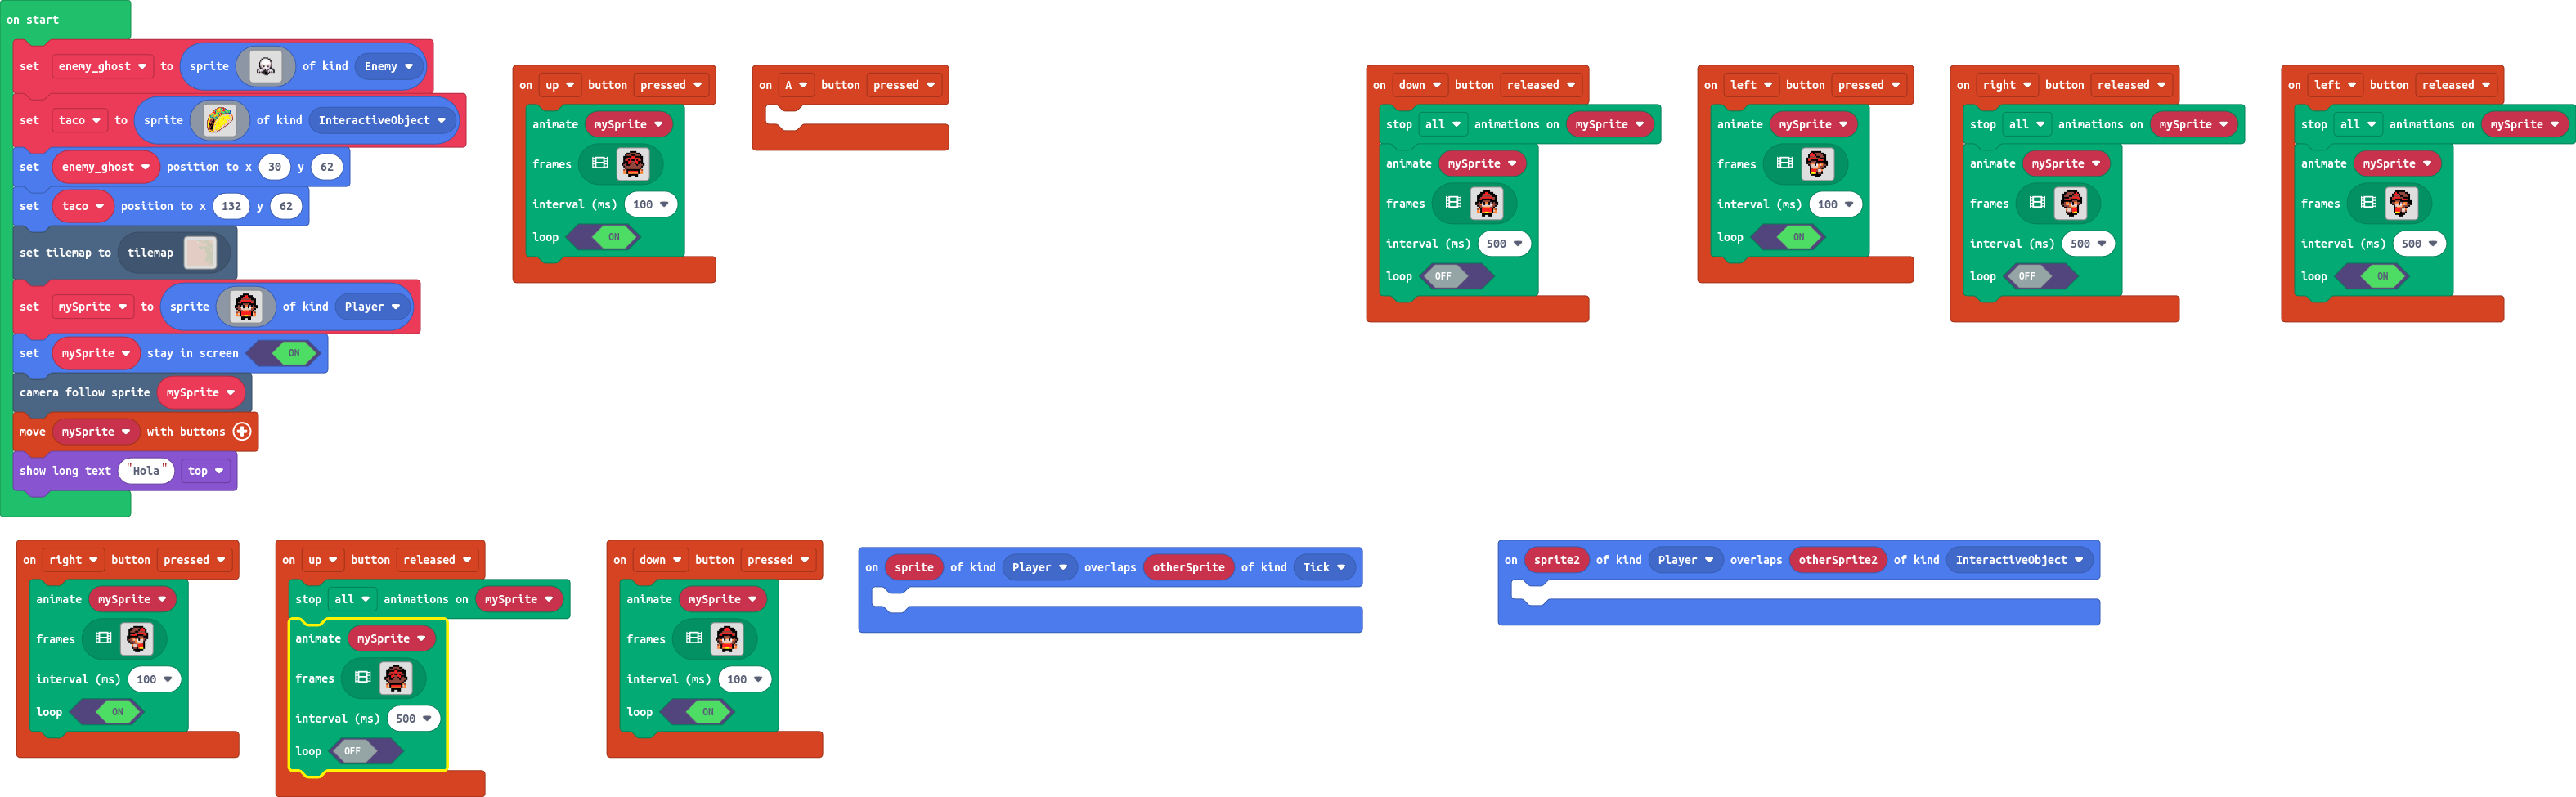 on start
set enemy_ghost to sprite of kind Enemy
set taco to sprite of kind InteractiveObject
set enemy_ghost position to x 30 y 62
set taco position to x 132 y 62
set tilemap to tilemap
set mySprite to sprite of kind Player
set mySprite stay in screen ON
camera follow sprite mySprite
move mySprite with buttons
show long text "Hola" top
on up button pressed
animate mySprite
frames
interval (ms) 100
loop ON
on A button pressed
on down button released
stop all animations on mySprite
animate mySprite
frames
interval (ms) 500
loop OFF
on left button pressed
animate mySprite
frames
interval (ms) 100
loop ON
on right button released
stop all animations on mySprite
animate mySprite
frames
interval (ms) 500
loop OFF
on left button released
stop all animations on mySprite
animate mySprite
frames
interval (ms) 500
loop ON
on right button pressed
animate mySprite
frames
interval (ms) 100
loop ON
on up button released
stop all animations on mySprite
animate mySprite
frames
interval (ms) 500
loop OFF
on down button pressed
animate mySprite
frames
interval (ms) 100
loop ON
on sprite of kind Player overlaps otherSprite of kind Tick
on sprite2 of kind Player overlaps otherSprite2 of kind InteractiveObject